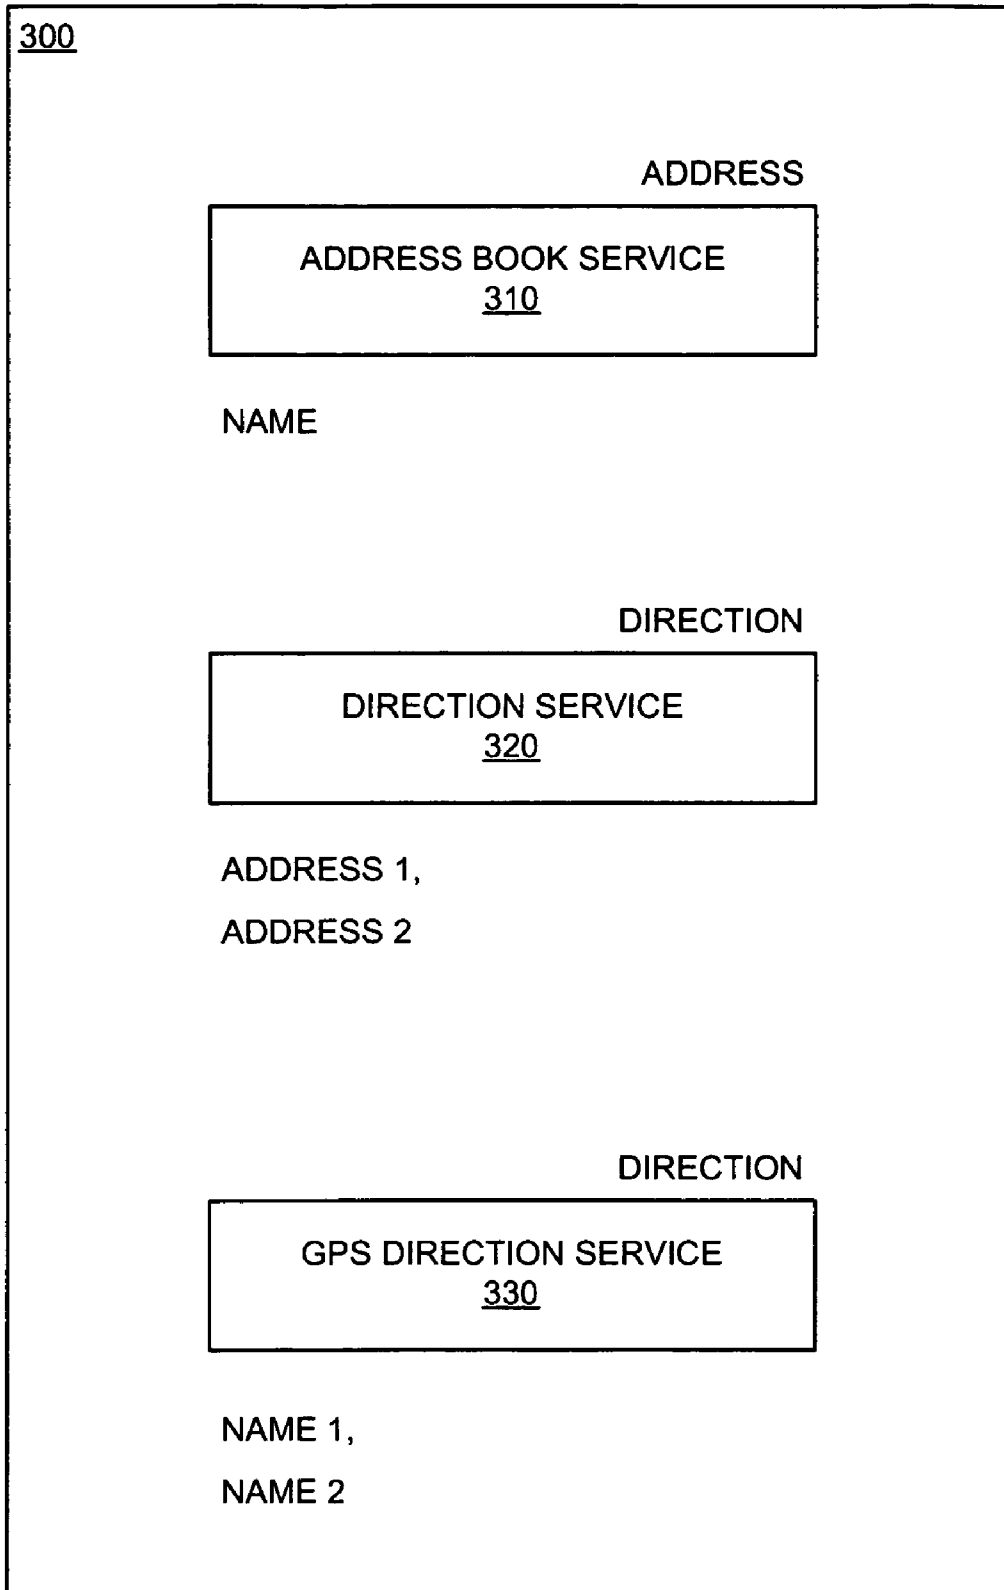 300
ADDRESS
ADDRESS BOOK SERVICE
310
NAME
DIRECTION
DIRECTION SERVICE
320
ADDRESS 1,
ADDRESS 2
DIRECTION
GPS DIRECTION SERVICE
330
NAME 1,
NAME 2